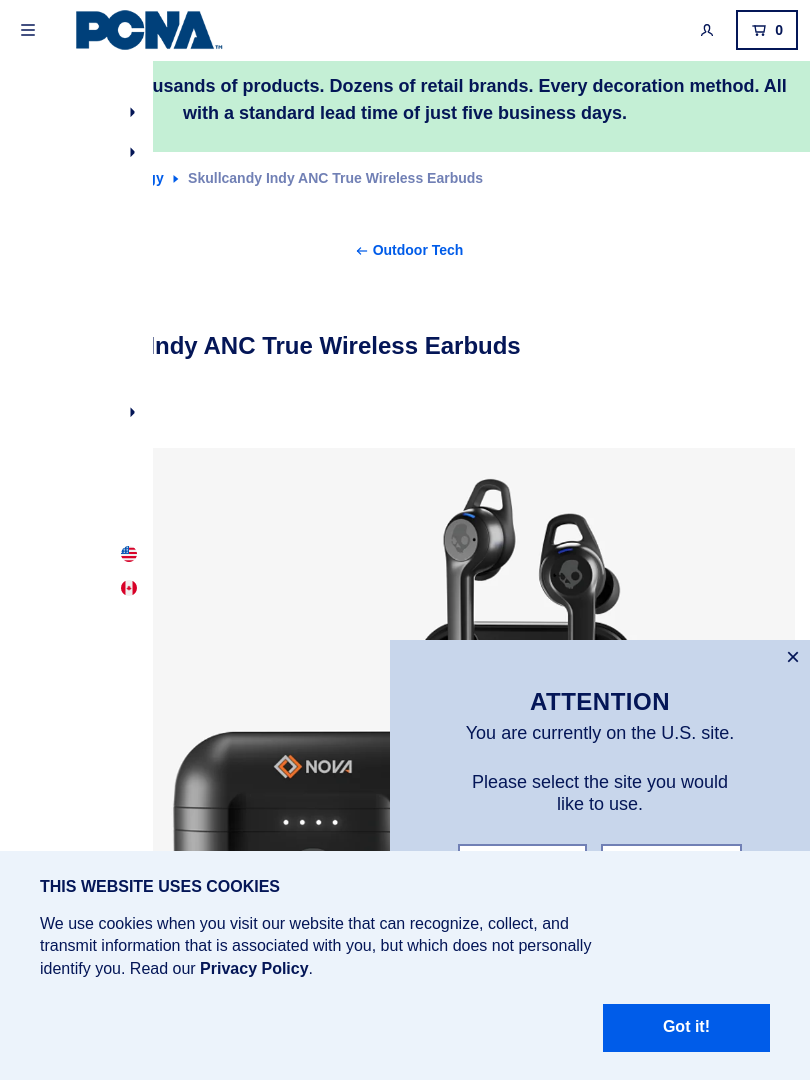 PCNA
TM
0
usands of products. Dozens of retail brands. Every decoration method. All
with a standard lead time of just five business days.
gy
Skullcandy Indy ANC True Wireless Earbuds
Outdoor Tech
Indy ANC True Wireless Earbuds
NOVA
ATTENTION
You are currently on the U.S. site.
Please select the site you would
like to use.
THIS WEBSITE USES COOKIES
We use cookies when you visit our website that can recognize, collect, and
transmit information that is associated with you, but which does not personally
identify you. Read our Privacy Policy.
Got it!